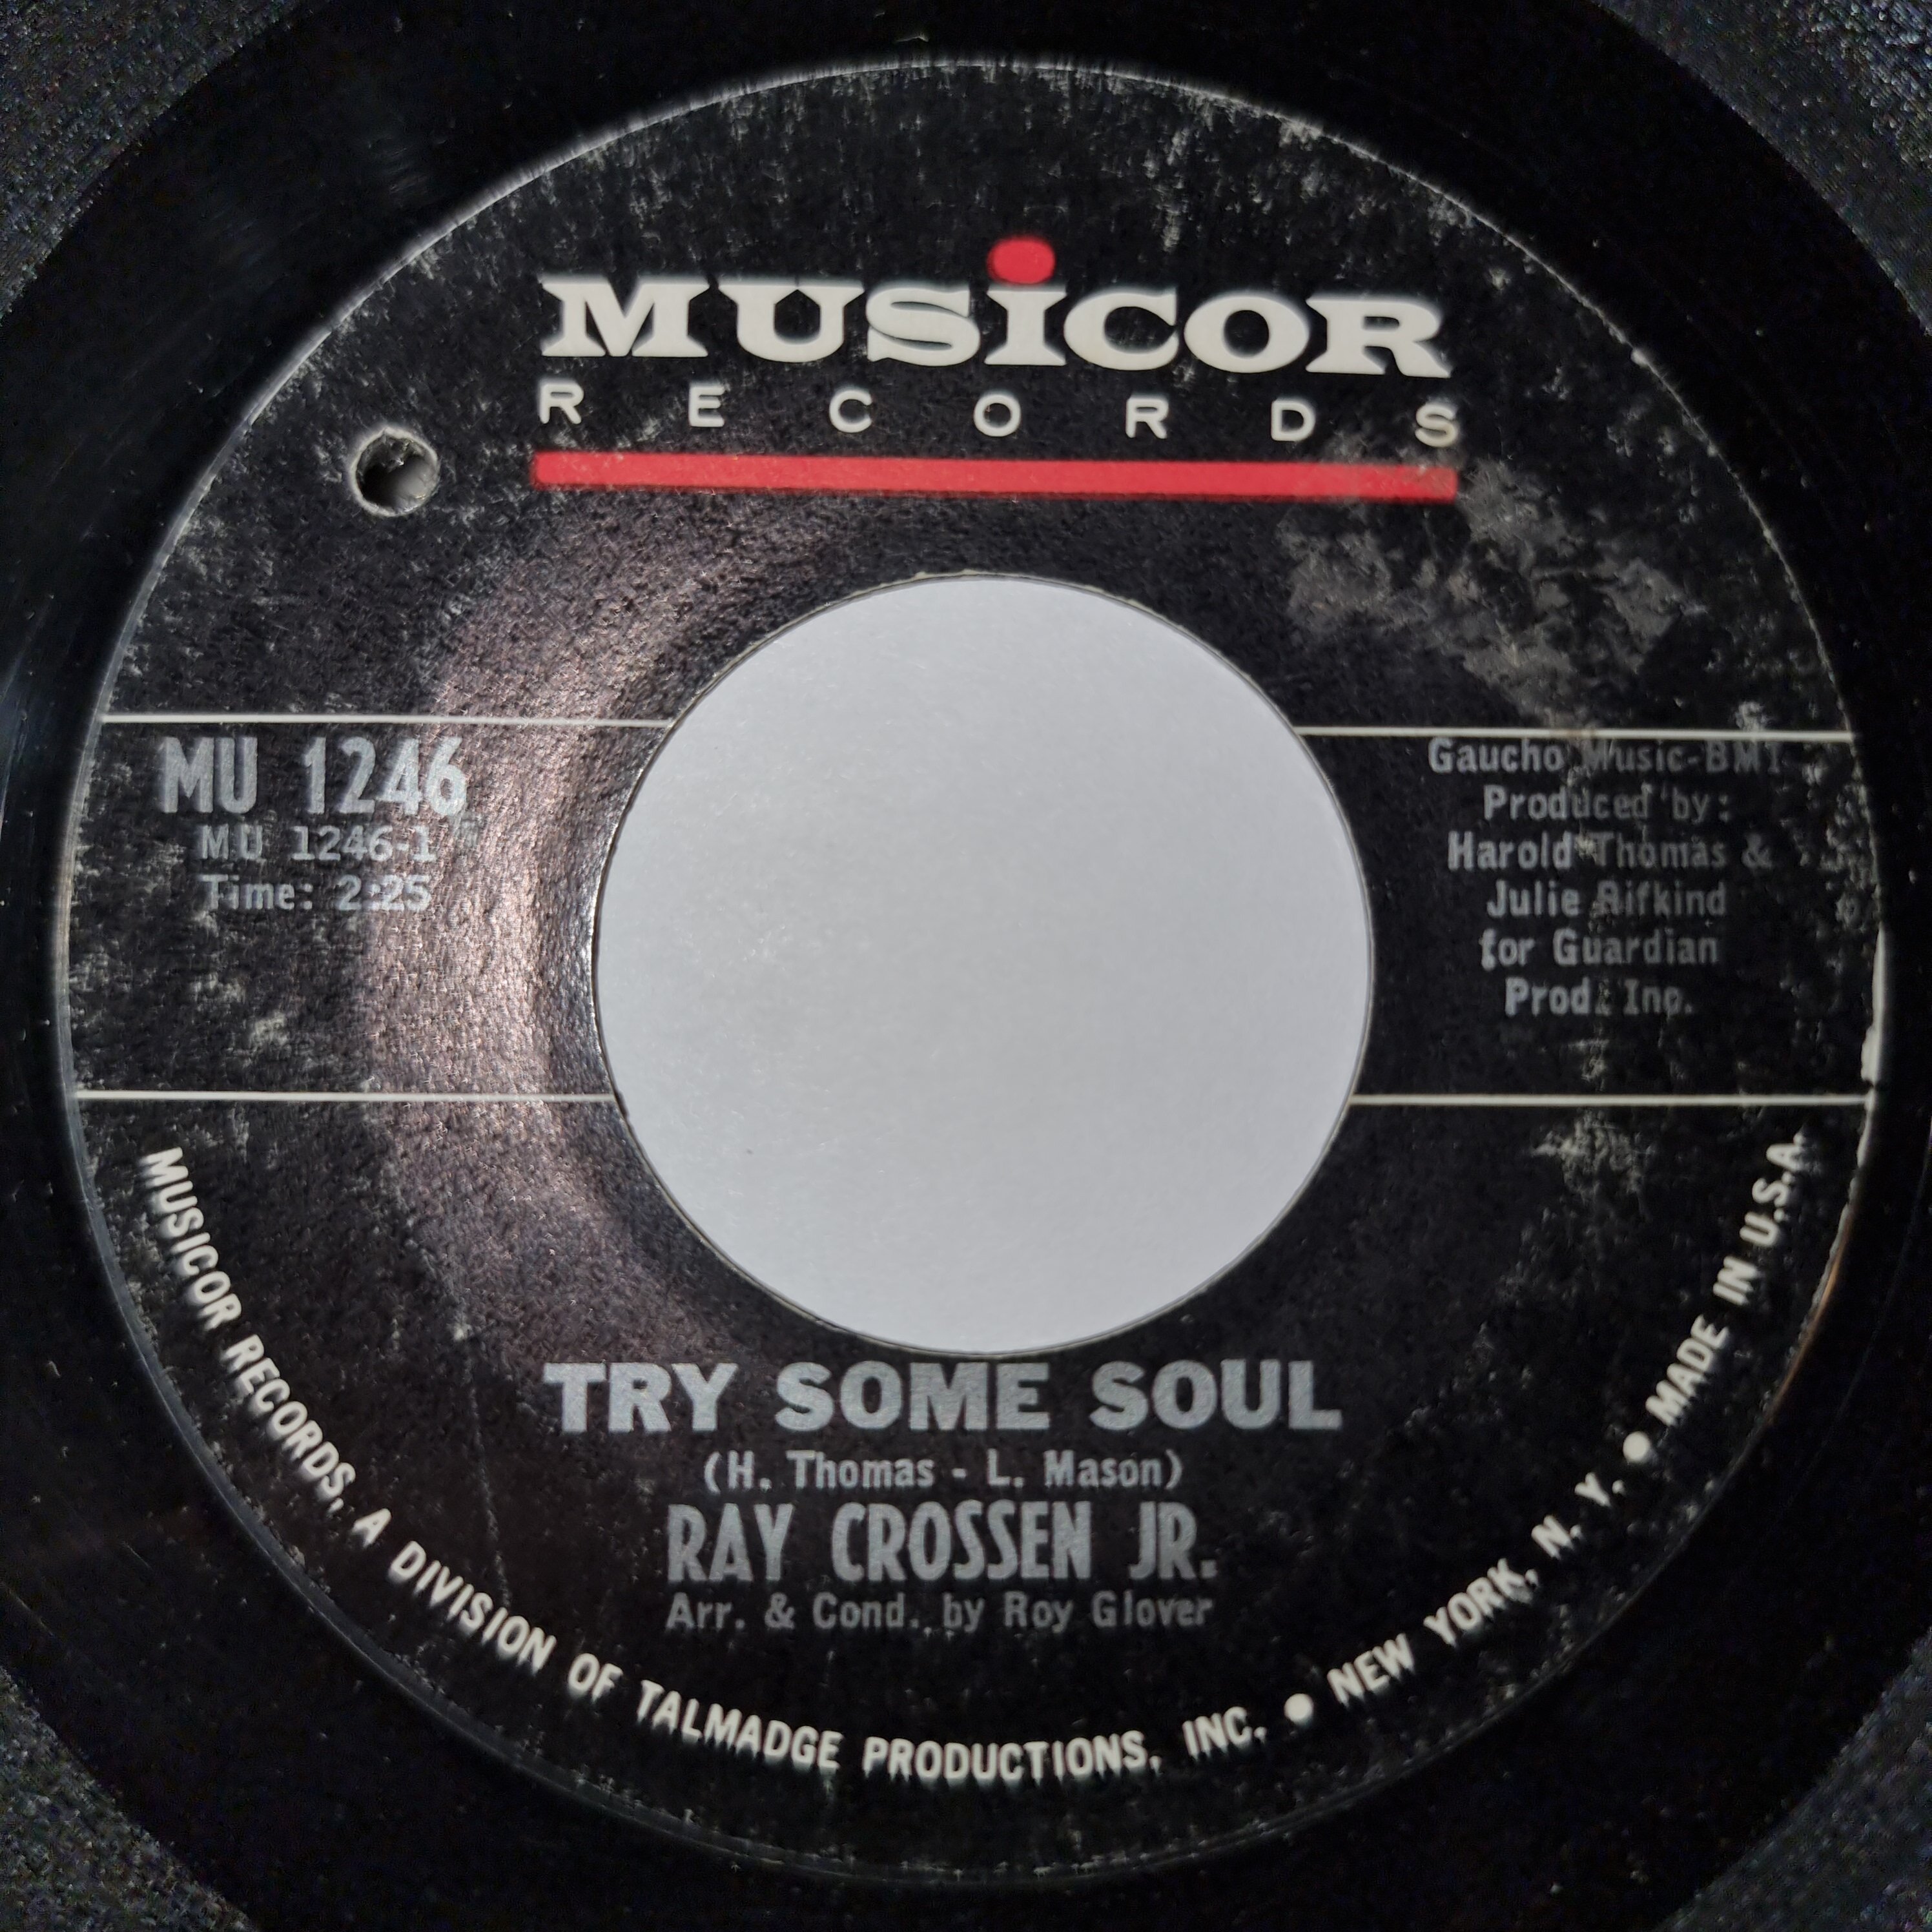 MUSiCOR
RECORDS
MU 1246
MU 1246-1
Time: 2:25
Gaucho Music-BMI
Produced by:
Harold Thomas &
Julie Rifkind
for Guardian
Prod. Inc.
TRY SOME SOUL
(H. Thomas - L. Mason)
RAY CROSSEN JR.
Arr. & Cond. by Roy Glover
MUSICOR RECORDS, A DIVISION OF TALMADGE PRODUCTIONS, INC. • NEW YORK, N. Y. • MADE IN U.S.A.